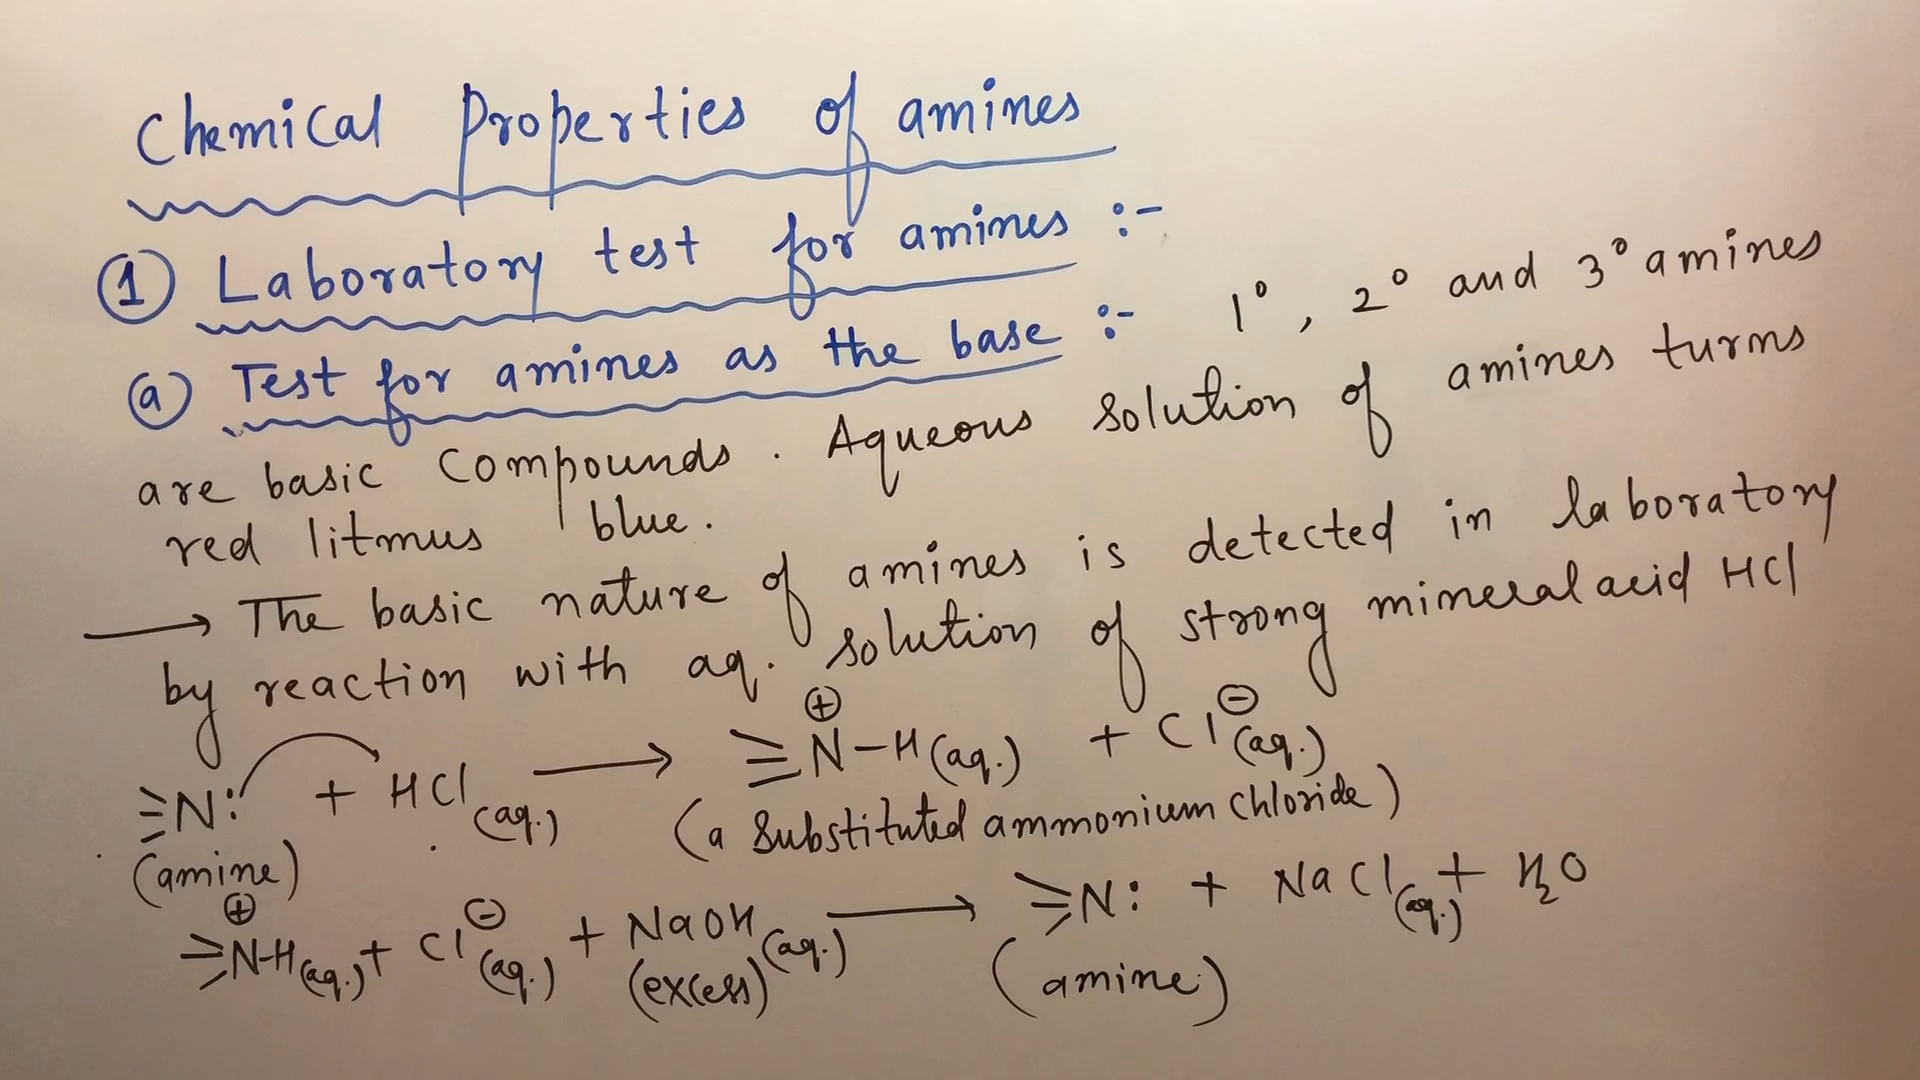 Chemical Properties of amines
① Laboratory test for amines :-
ⓐ Test for amines as the base :- 1°, 2° and 3° amines
are basic compounds. Aqueous solution of amines turns
red litmus blue.
→ The basic nature of amines is detected in laboratory
by reaction with aq. solution of strong mineral acid HCl
≡N: + HCl(aq.) → ≡N⊕-H(aq.) + Cl⊖(aq.)
(amine) (a substituted ammonium chloride)
≡N⊕-H(aq.) + Cl⊖(aq.) + NaOH(aq.) → ≡N: + NaCl(aq.) + H₂O
(excess) (amine)